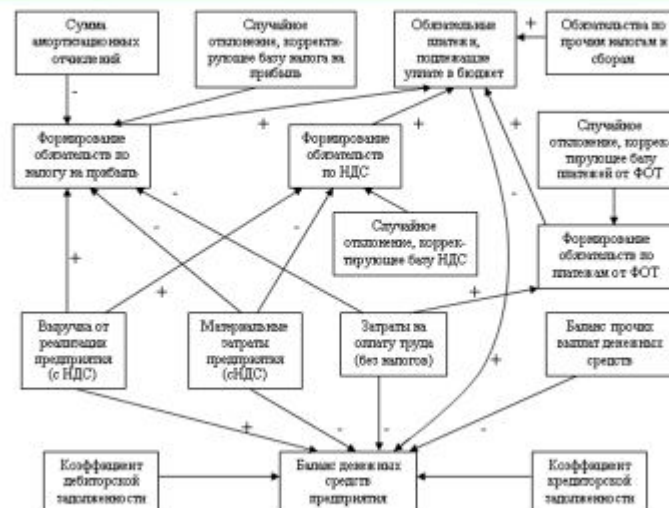 Сумма
амортизационных
отчислений
Случайное
отклонение, корректи-
рующее базу налога на
прибыль
Обязательные
платежи,
подлежащие
уплате в бюджет
Обязательства по
прочим налогам и
сборам
+
-
Формирование
обязательств по
налогу на прибыль
+
Формирование
обязательств
по НДС
+
+
Случайное
отклонение, коррек-
тирующее базу
платежей от ФОТ
-
-
-
-
Случайное
отклонение, коррек-
тирующее базу НДС
Формирование
обязательств по
платежам от ФОТ
+
+
+
Выручка от
реализации
предприятия
(с НДС)
Материальные
затраты
предприятия
(сНДС)
Затраты на
оплату труда
(без налогов)
Баланс прочих
выплат денежных
средств
+
+
-
-
-
Коэффициент
дебиторской
задолженности
Баланс денежных
средств
предприятия
Коэффициент
кредиторской
задолженности